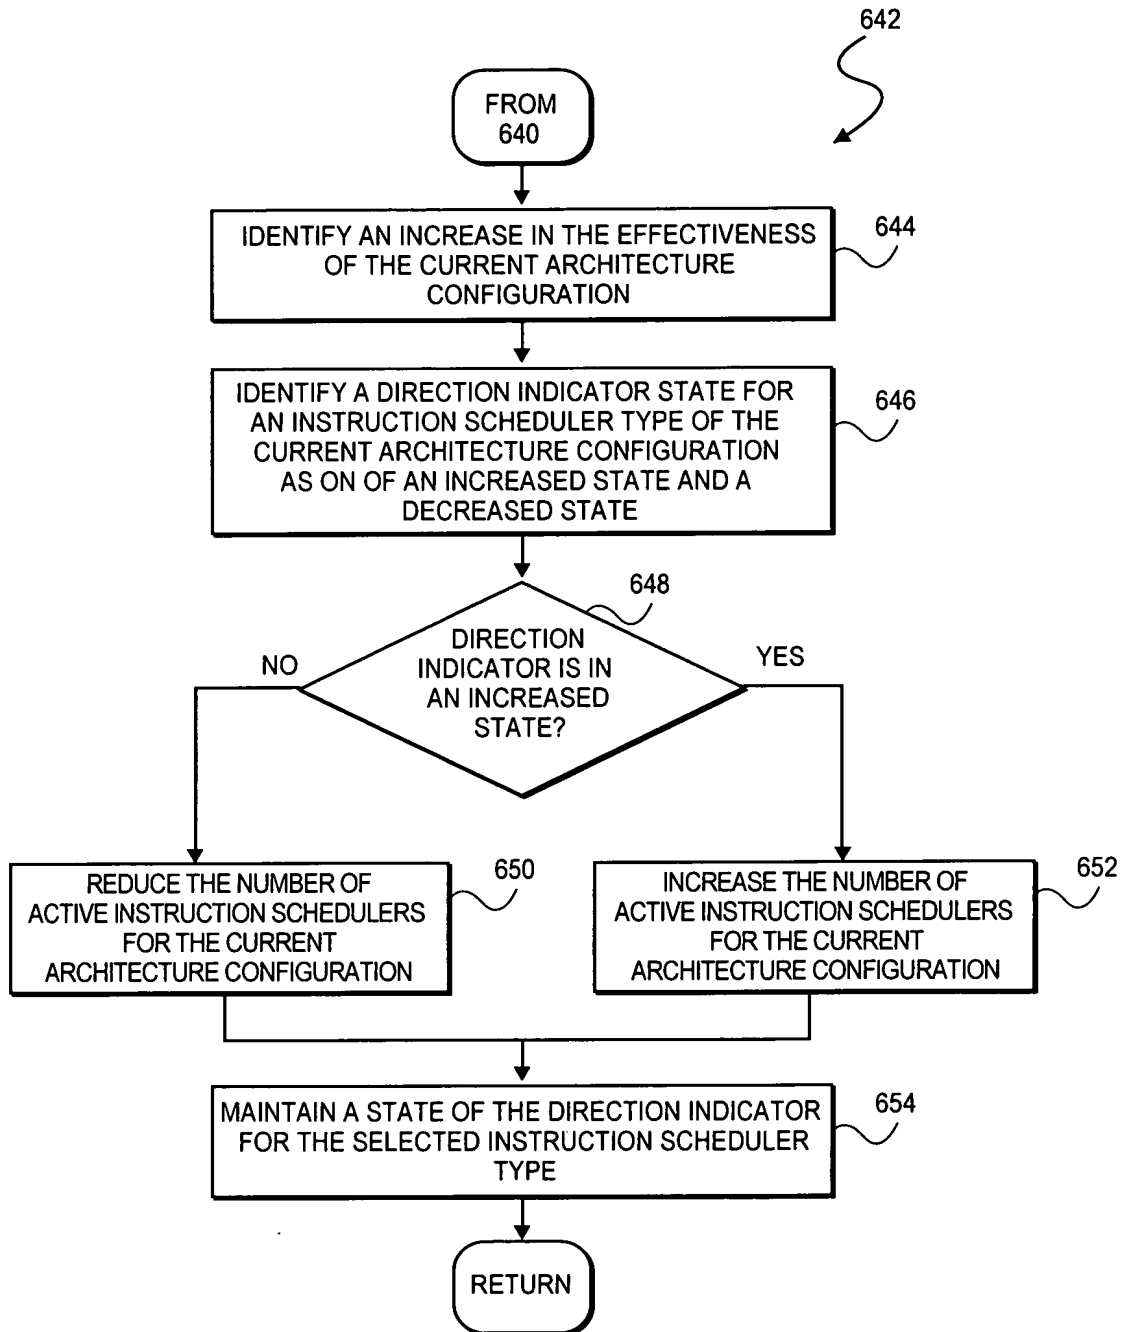 642
FROM
640
IDENTIFY AN INCREASE IN THE EFFECTIVENESS
OF THE CURRENT ARCHITECTURE
CONFIGURATION
644
IDENTIFY A DIRECTION INDICATOR STATE FOR
AN INSTRUCTION SCHEDULER TYPE OF THE
CURRENT ARCHITECTURE CONFIGURATION
AS ON OF AN INCREASED STATE AND A
DECREASED STATE
646
648
DIRECTION
INDICATOR IS IN
AN INCREASED
STATE?
NO
YES
REDUCE THE NUMBER OF
ACTIVE INSTRUCTION SCHEDULERS
FOR THE CURRENT
ARCHITECTURE CONFIGURATION
650
INCREASE THE NUMBER OF
ACTIVE INSTRUCTION SCHEDULERS
FOR THE CURRENT
ARCHITECTURE CONFIGURATION
652
MAINTAIN A STATE OF THE DIRECTION INDICATOR
FOR THE SELECTED INSTRUCTION SCHEDULER
TYPE
654
RETURN